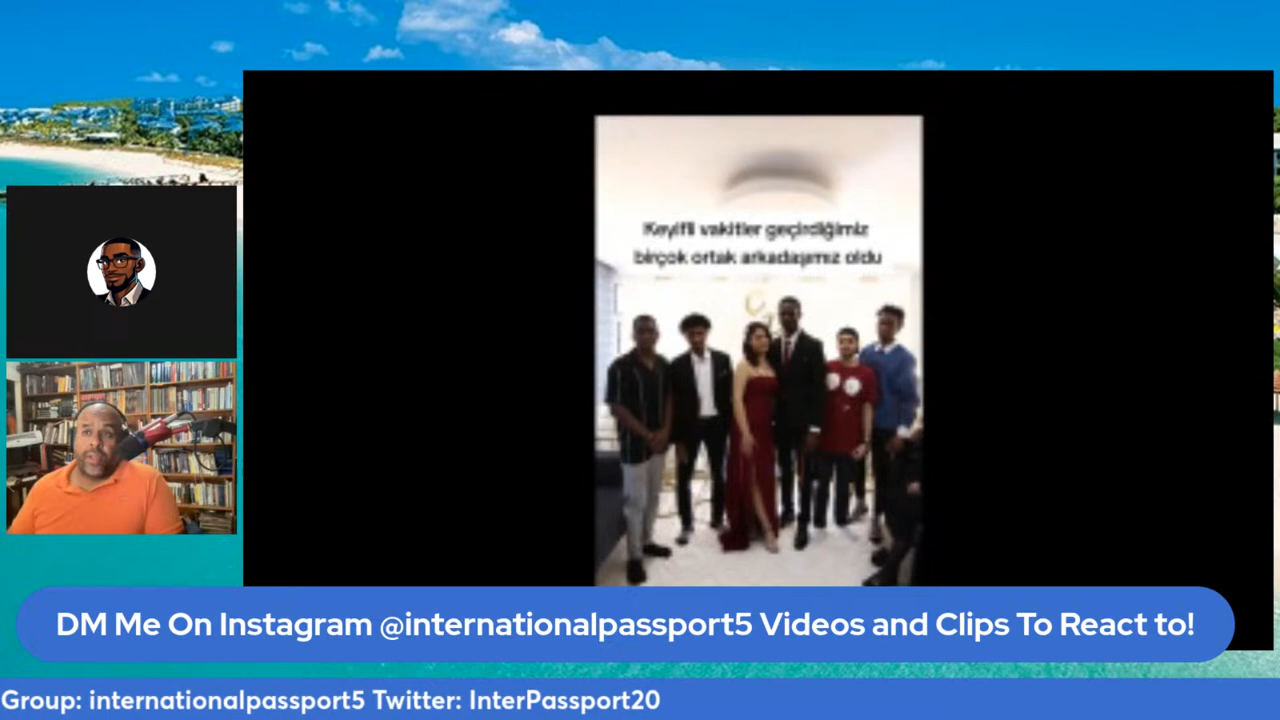 Keyifli vakitler geçirdiğimiz
birçok ortak arkadaşımız oldu
DM Me On Instagram @internationalpassport5 Videos and Clips To React to!
Group: internationalpassport5 Twitter: InterPassport20